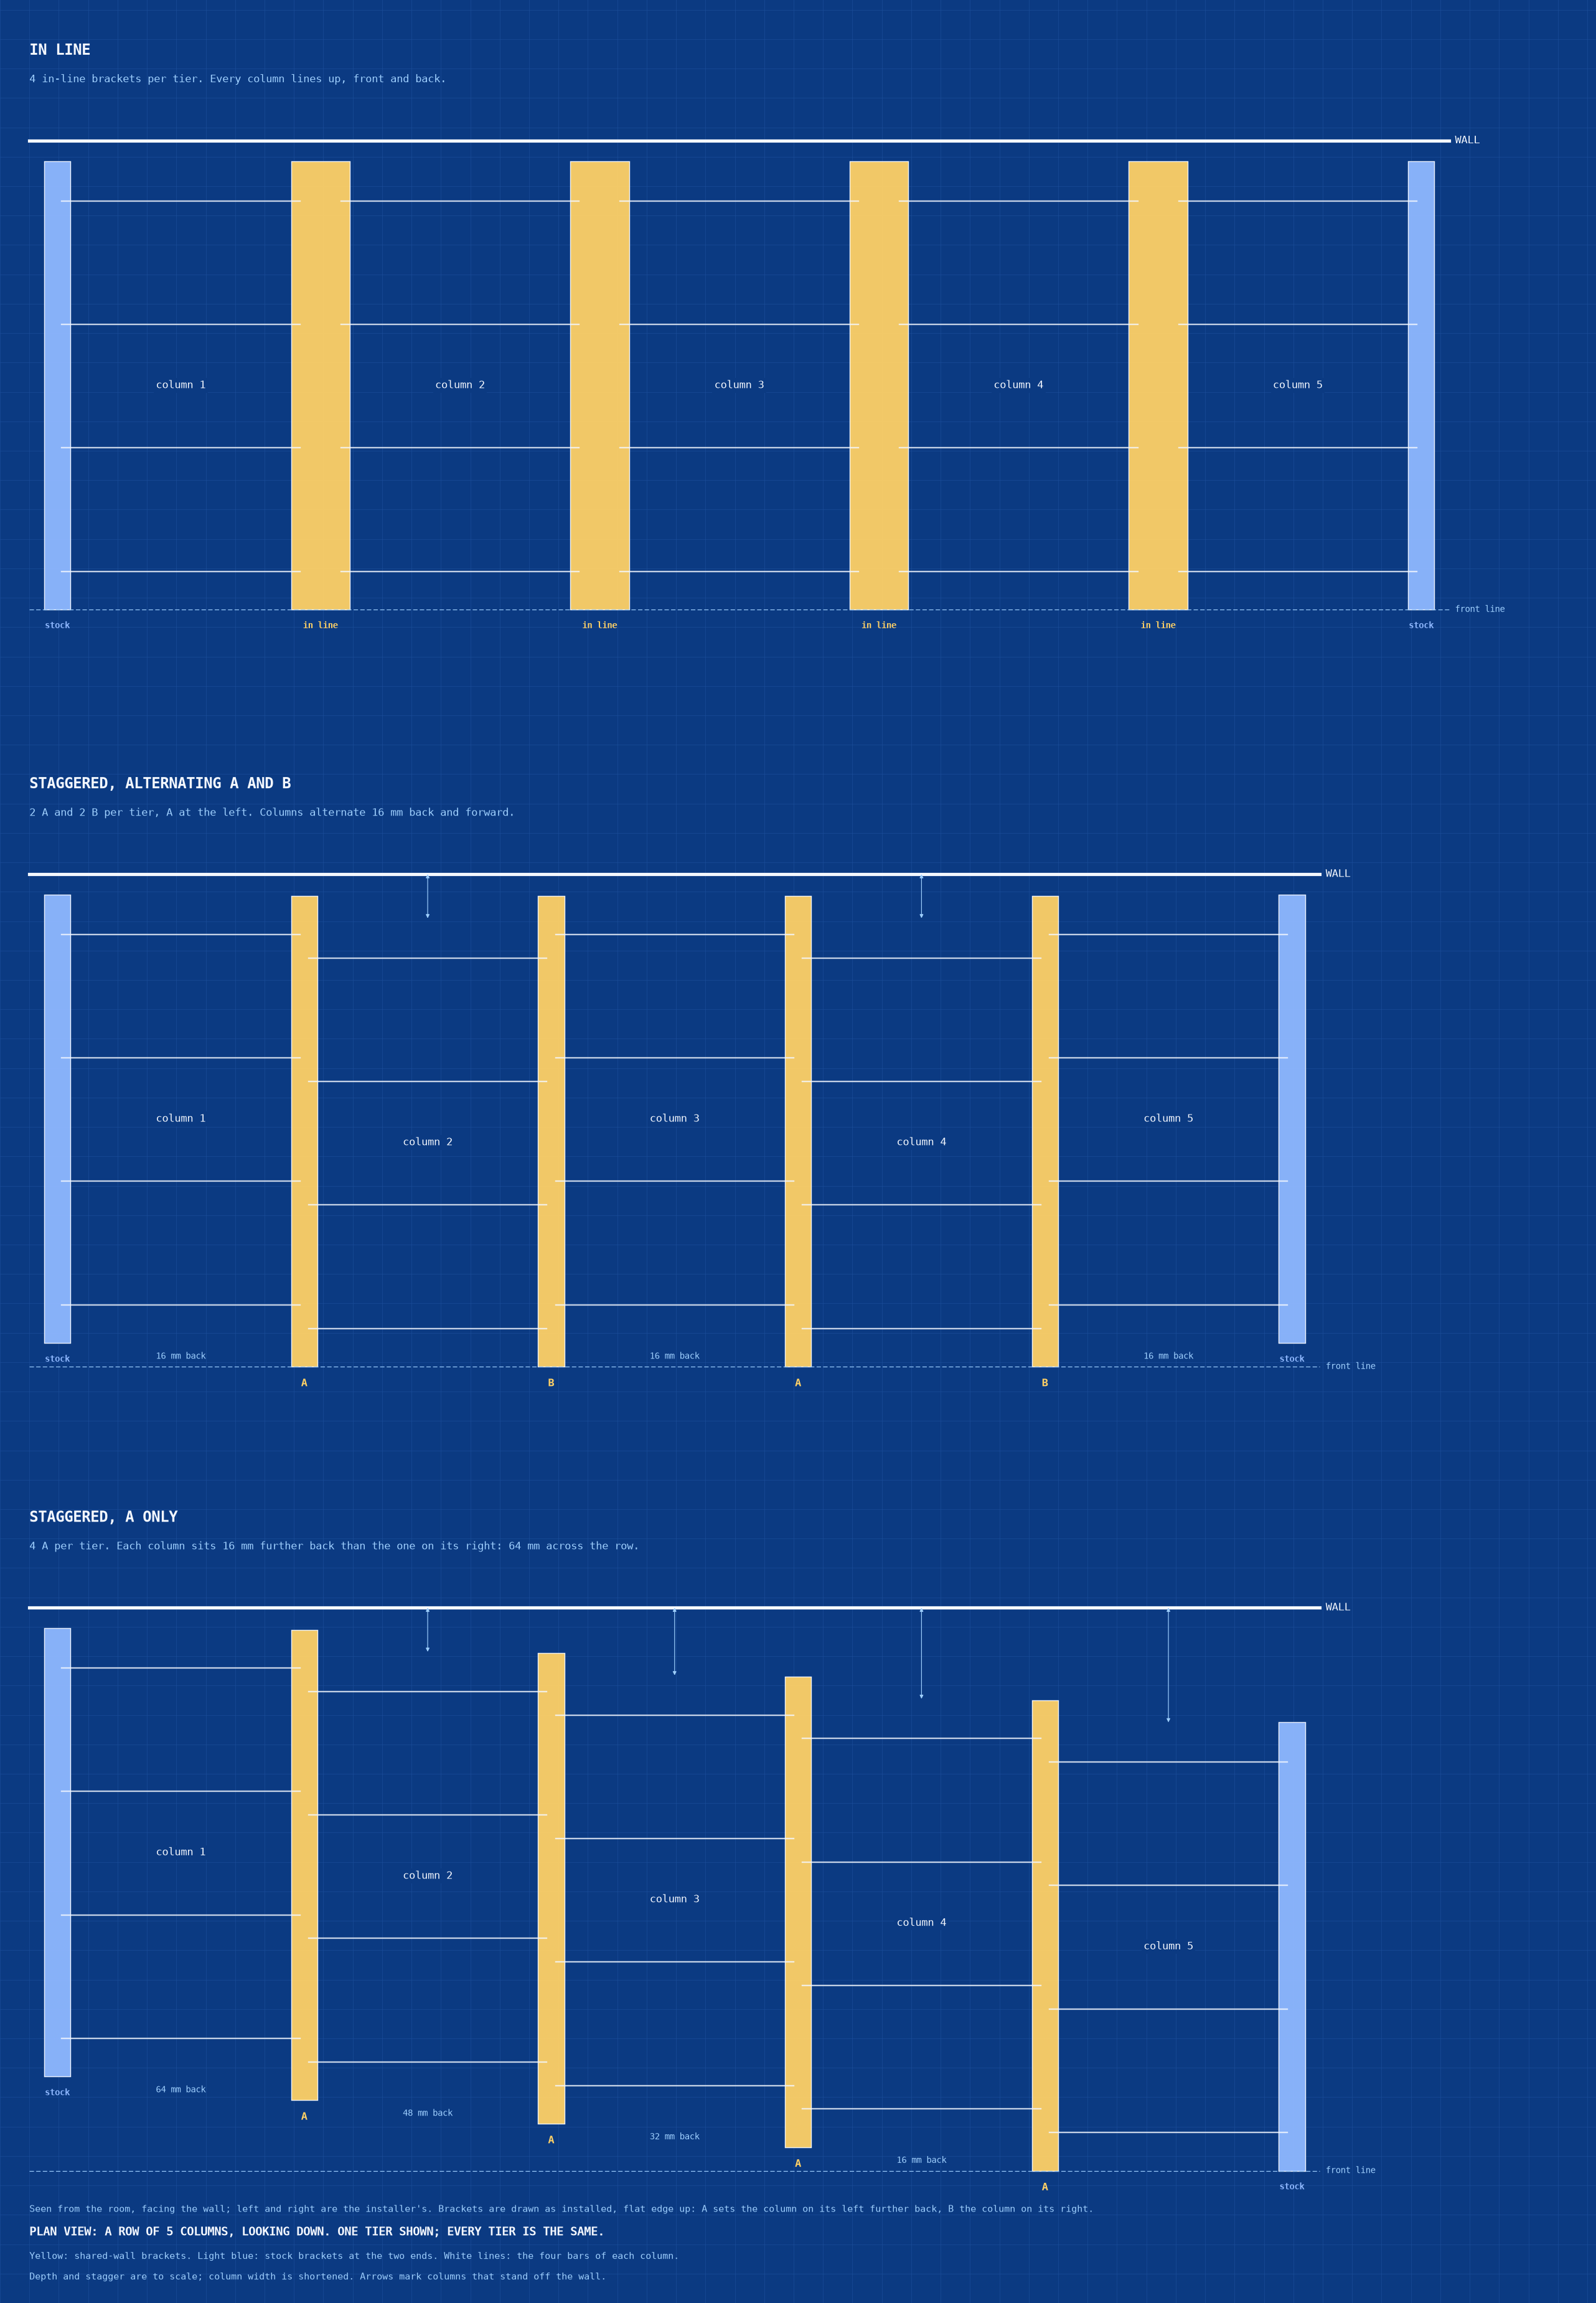 IN LINE
4 in-line brackets per tier. Every column lines up, front and back.
WALL
column 1 column 2 column 3 column 4 column 5
front line
stock in line in line in line in line stock
STAGGERED, ALTERNATING A AND B
2 A and 2 B per tier, A at the left. Columns alternate 16 mm back and forward.
WALL
column 1 column 3 column 5
column 2 column 4
16 mm back 16 mm back 16 mm back
stock stock
front line
A B A B
STAGGERED, A ONLY
4 A per tier. Each column sits 16 mm further back than the one on its right: 64 mm across the row.
WALL
column 1
column 2
column 3
column 4
column 5
64 mm back
stock
48 mm back
A
32 mm back
A
16 mm back
A
front line
A stock
Seen from the room, facing the wall; left and right are the installer's. Brackets are drawn as installed, flat edge up: A sets the column on its left further back, B the column on its right.
PLAN VIEW: A ROW OF 5 COLUMNS, LOOKING DOWN. ONE TIER SHOWN; EVERY TIER IS THE SAME.
Yellow: shared-wall brackets. Light blue: stock brackets at the two ends. White lines: the four bars of each column.
Depth and stagger are to scale; column width is shortened. Arrows mark columns that stand off the wall.